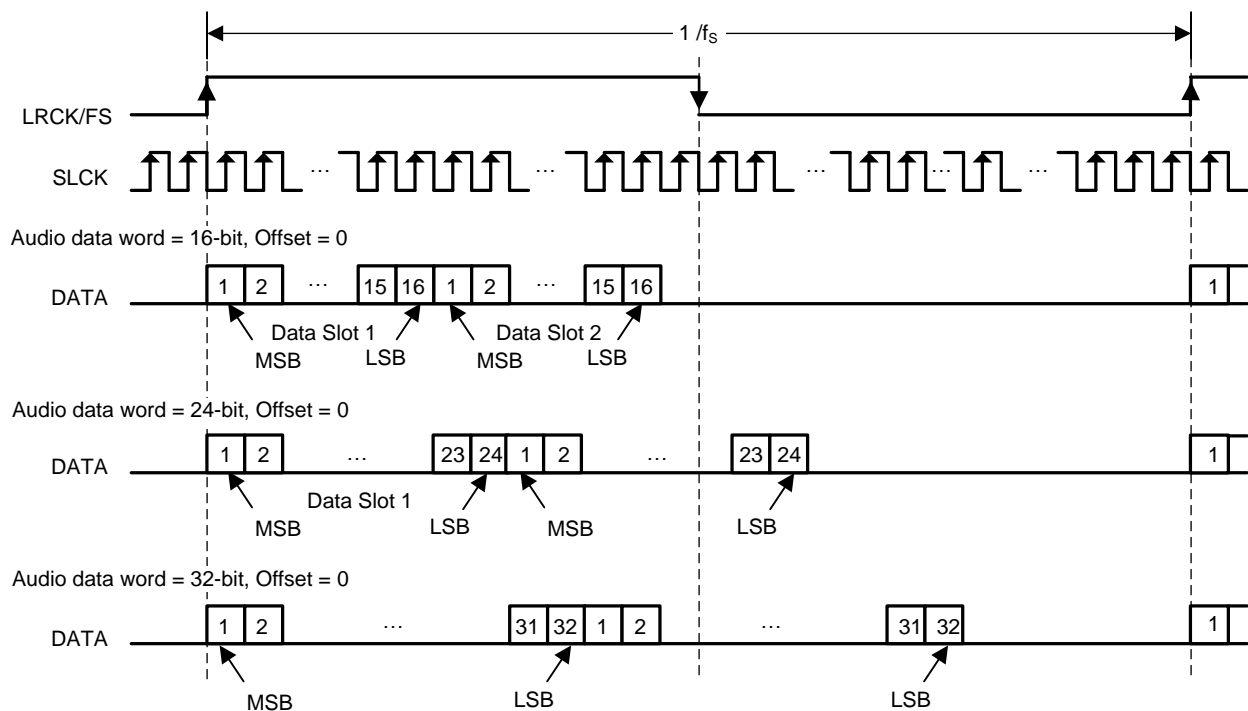 1 /fS
LRCK/FS
SLCK
... ... ... ... ...
Audio data word = 16-bit, Offset = 0
DATA 1 2 ... 15 16 1 2 ... 15 16 1
Data Slot 1 Data Slot 2
MSB LSB MSB LSB
Audio data word = 24-bit, Offset = 0
DATA 1 2 ... 23 24 1 2 ... 23 24 1
Data Slot 1
MSB LSB MSB LSB
Audio data word = 32-bit, Offset = 0
DATA 1 2 ... 31 32 1 2 ... 31 32 1
MSB LSB LSB